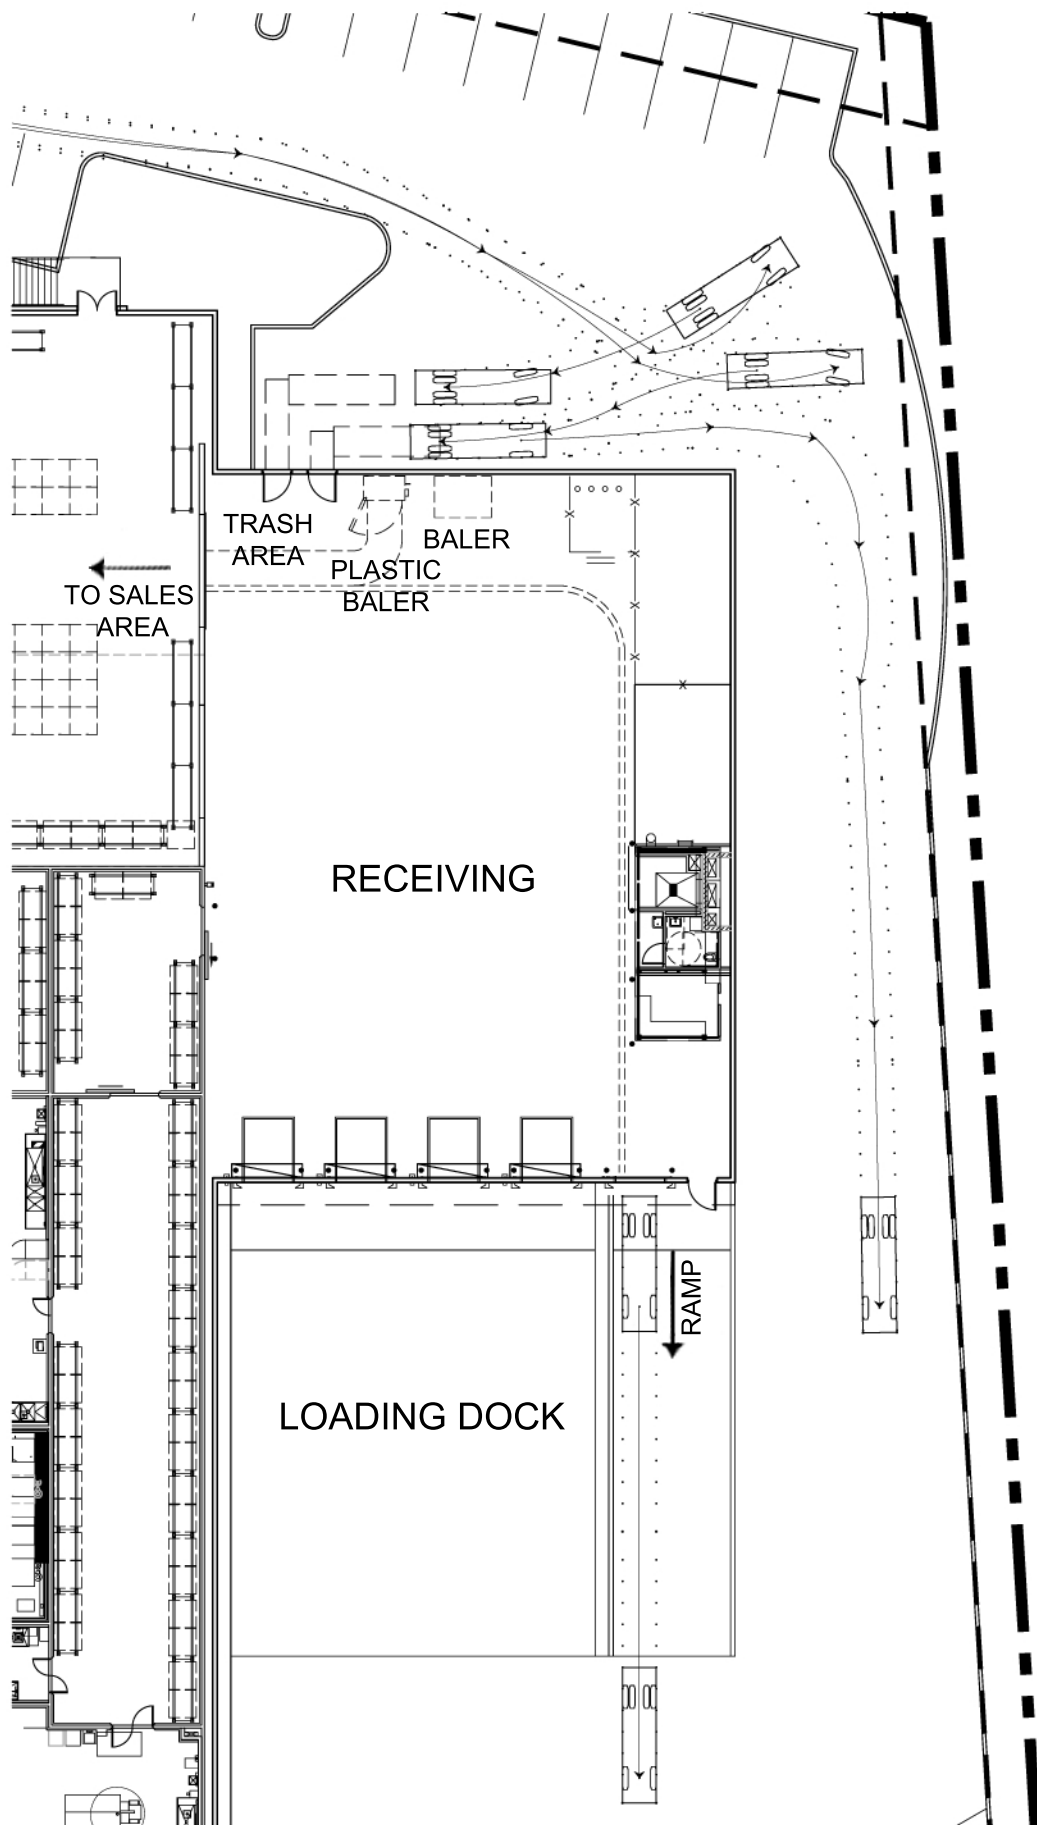 TRASH
AREA
BALER
PLASTIC
BALER
TO SALES
AREA
RECEIVING
RAMP
LOADING DOCK